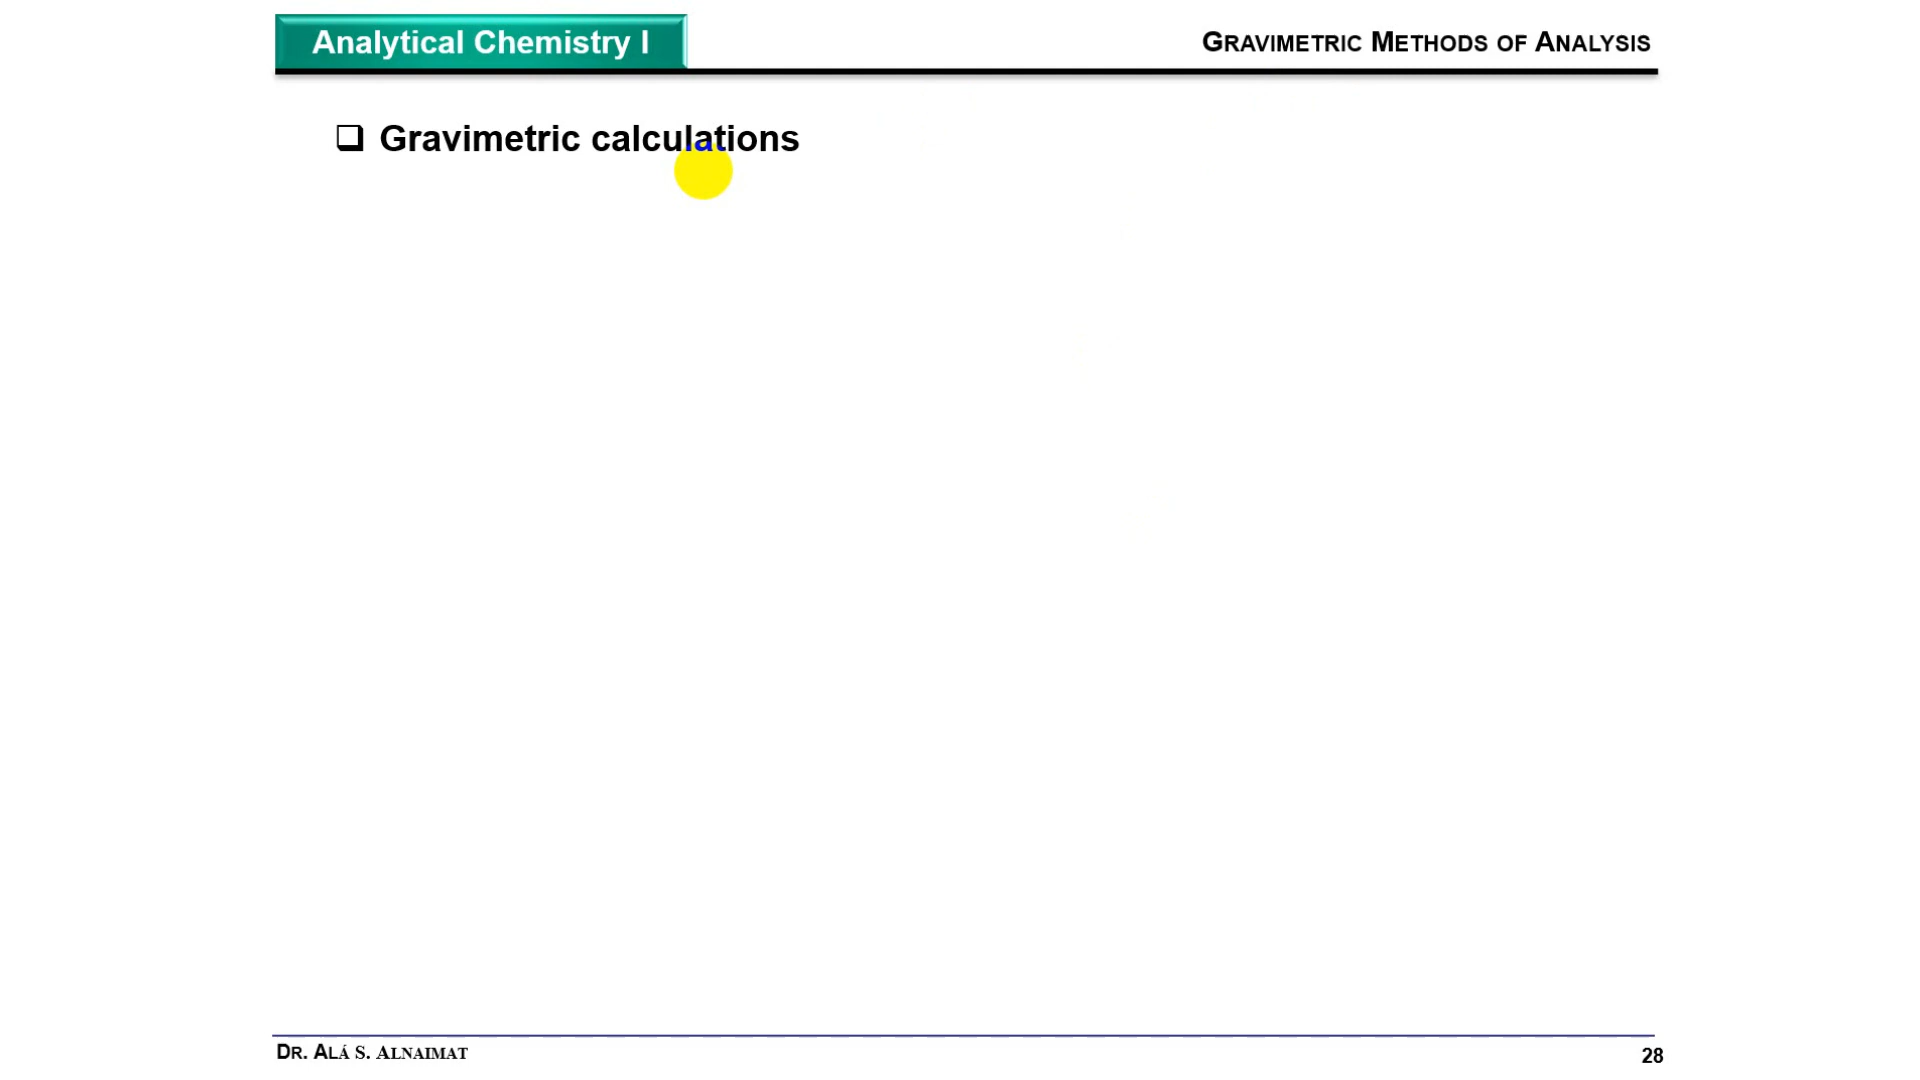 Analytical Chemistry I
GRAVIMETRIC METHODS OF ANALYSIS
Gravimetric calculations
DR. ALÁ S. ALNAIMAT
28